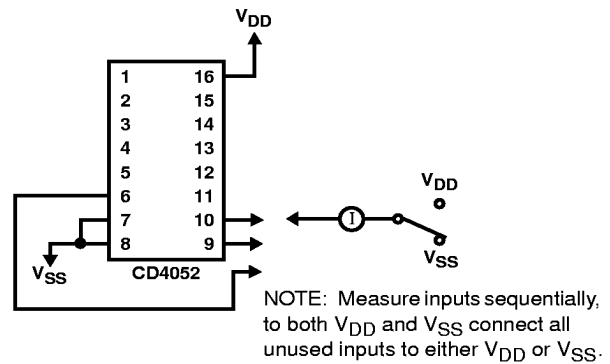 VDD
1 16
2 15
3 14
4 13
5 12
6 11
7 10
8 9
VSS
CD4052
I
VDD
VSS
NOTE: Measure inputs sequentially,
to both VDD and VSS connect all
unused inputs to either VDD or VSS.